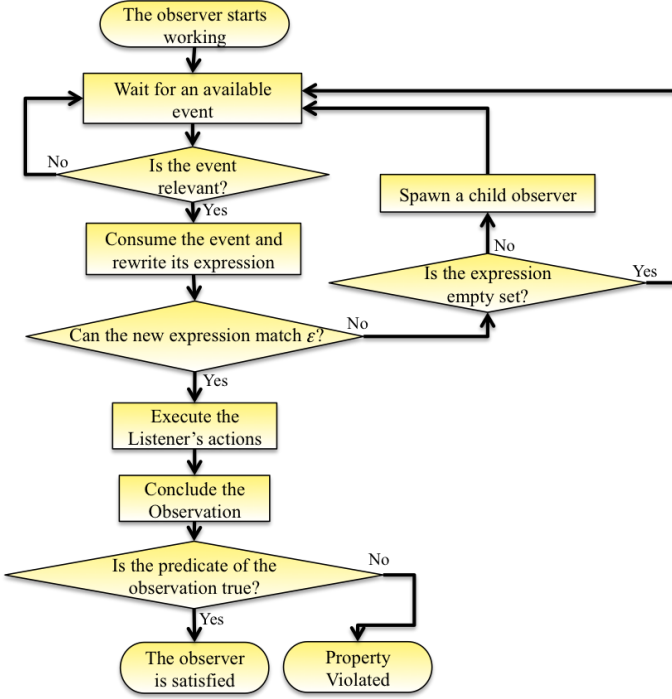 The observer starts
working
Wait for an available
event
No
Is the event
relevant?
Yes
Spawn a child observer
Consume the event and
rewrite its expression
No
Is the expression
empty set?
Yes
Can the new expression match ε?
No
Yes
Execute the
Listener's actions
Conclude the
Observation
Is the predicate of the
observation true?
No
Yes
The observer
is satisfied
Property
Violated